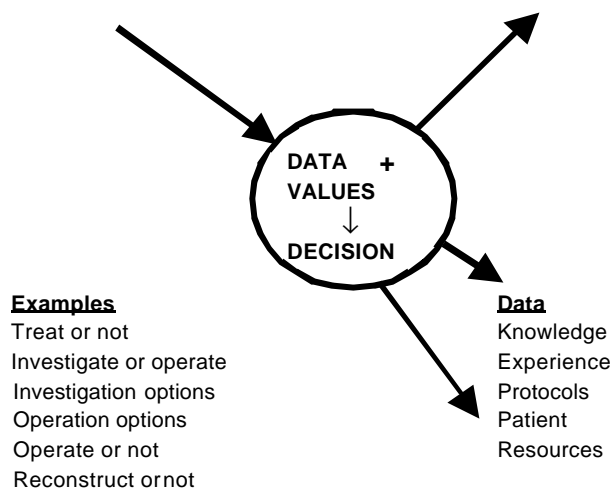 DATA +
VALUES
↓
DECISION
Examples
Treat or not
Investigate or operate
Investigation options
Operation options
Operate or not
Reconstruct ornot
Data
Knowledge
Experience
Protocols
Patient
Resources